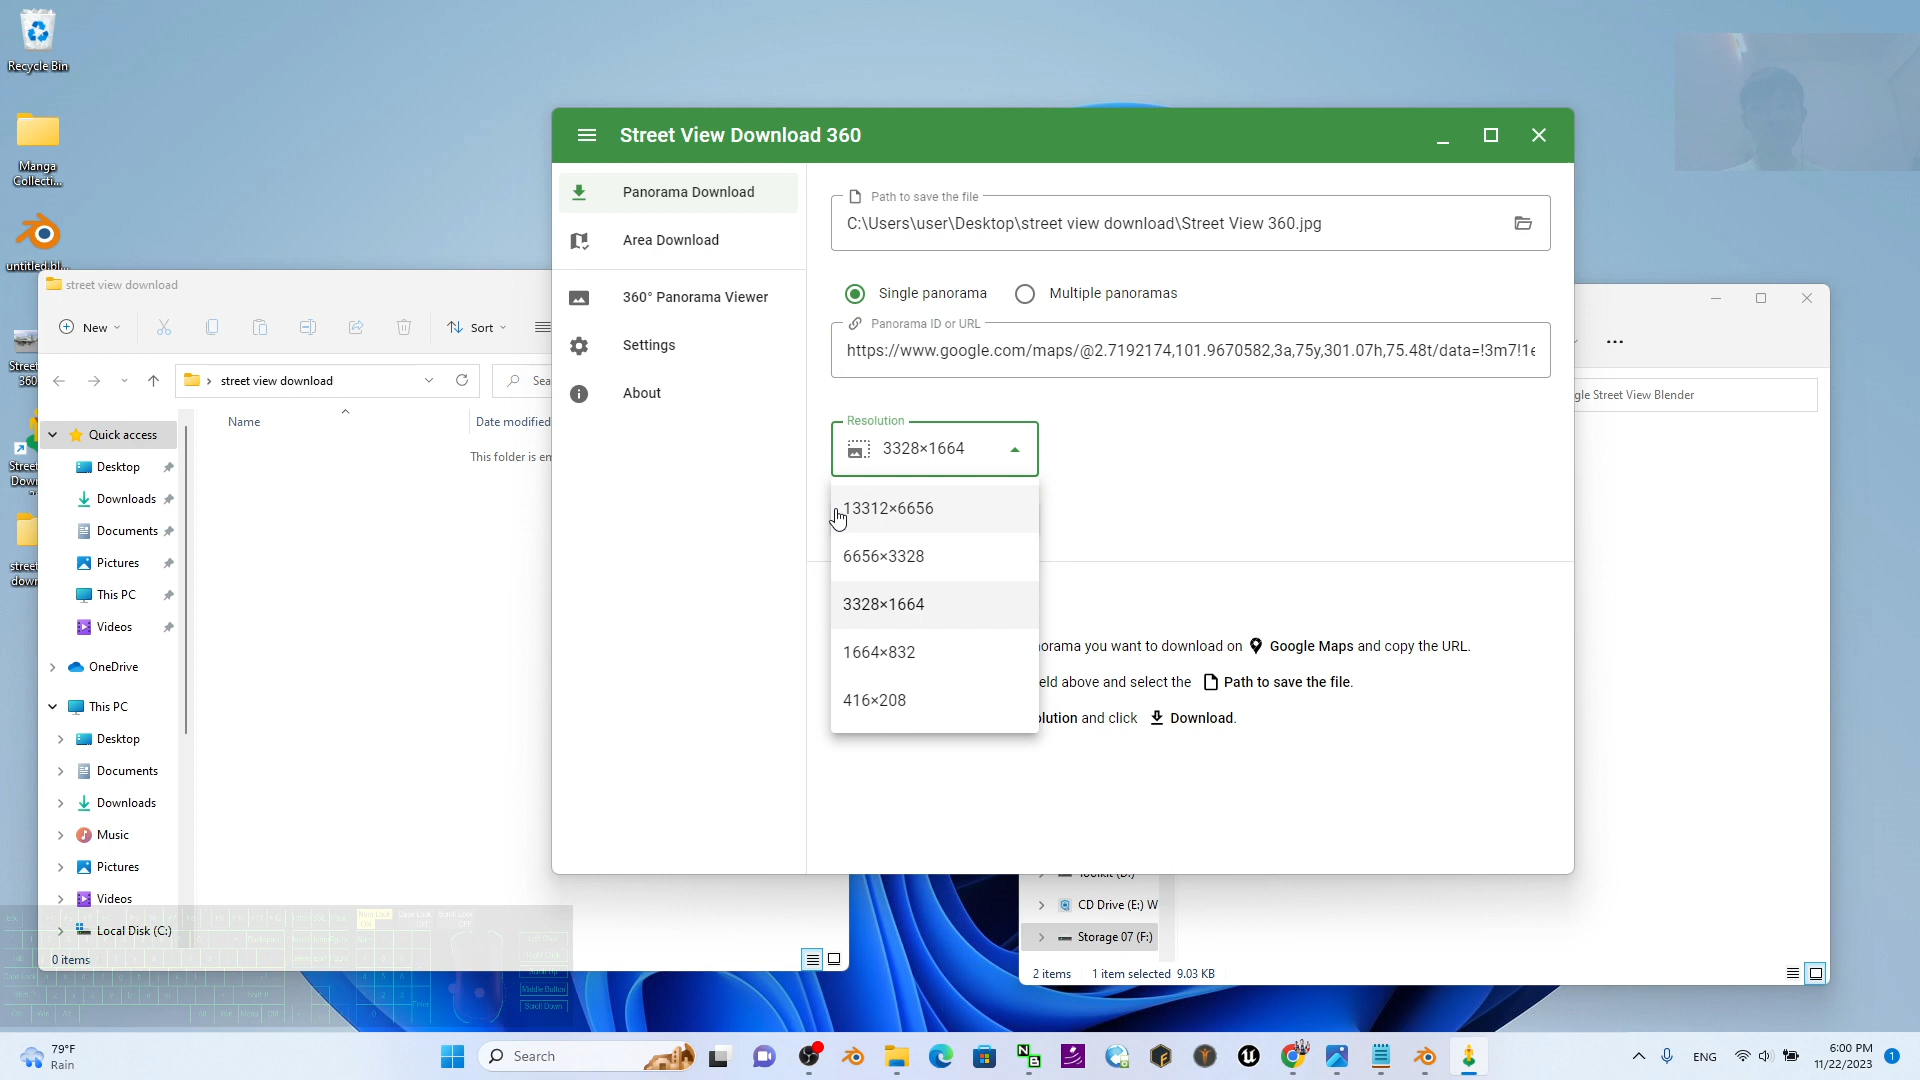 Recycle Bin
Manga
Collecti...
untitled.bl...
Street View Download 360
Panorama Download
Area Download
360° Panorama Viewer
Settings
About
Path to save the file
C:\Users\user\Desktop\street view download\Street View 360.jpg
Single panorama
Multiple panoramas
Panorama ID or URL
https://www.google.com/maps/@2.7192174,101.9670582,3a,75y,301.07h,75.48t/data=!3m7!1e
Resolution
3328×1664
13312×6656
6656×3328
3328×1664
1664×832
416×208
orama you want to download on Google Maps and copy the URL.
eld above and select the Path to save the file.
olution and click Download.
street view download
New
Sort
street view download
Sea
Name
Date modified
This folder is em
Quick access
Desktop
Downloads
Documents
Pictures
This PC
Videos
OneDrive
This PC
Desktop
Documents
Downloads
Music
Pictures
Videos
Local Disk (C:)
0 items
gle Street View Blender
CD Drive (E:) W
Storage 07 (F:)
2 items
1 item selected 9.03 KB
Middle Button
Scroll Down
79°F
Rain
Search
ENG
6:00 PM
11/22/2023
1